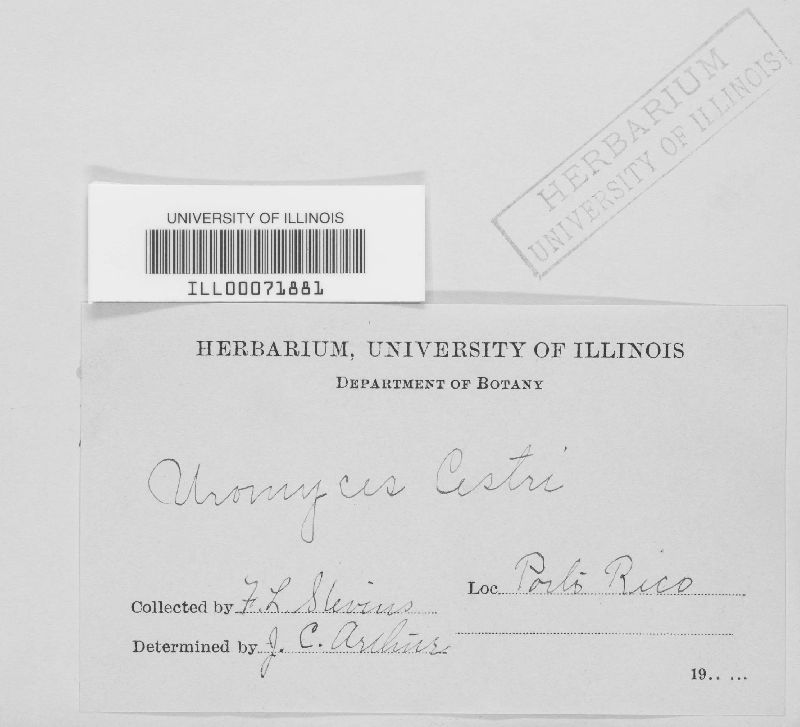 HERBARIUM
UNIVERSITY OF ILLINOIS
UNIVERSITY OF ILLINOIS
ILL00071881
HERBARIUM, UNIVERSITY OF ILLINOIS
DEPARTMENT OF BOTANY
Uromyces Cestri
Loc. Porto Rico
Collected by F. L. Stevens
Determined by J. C. Arthur
19.. ...